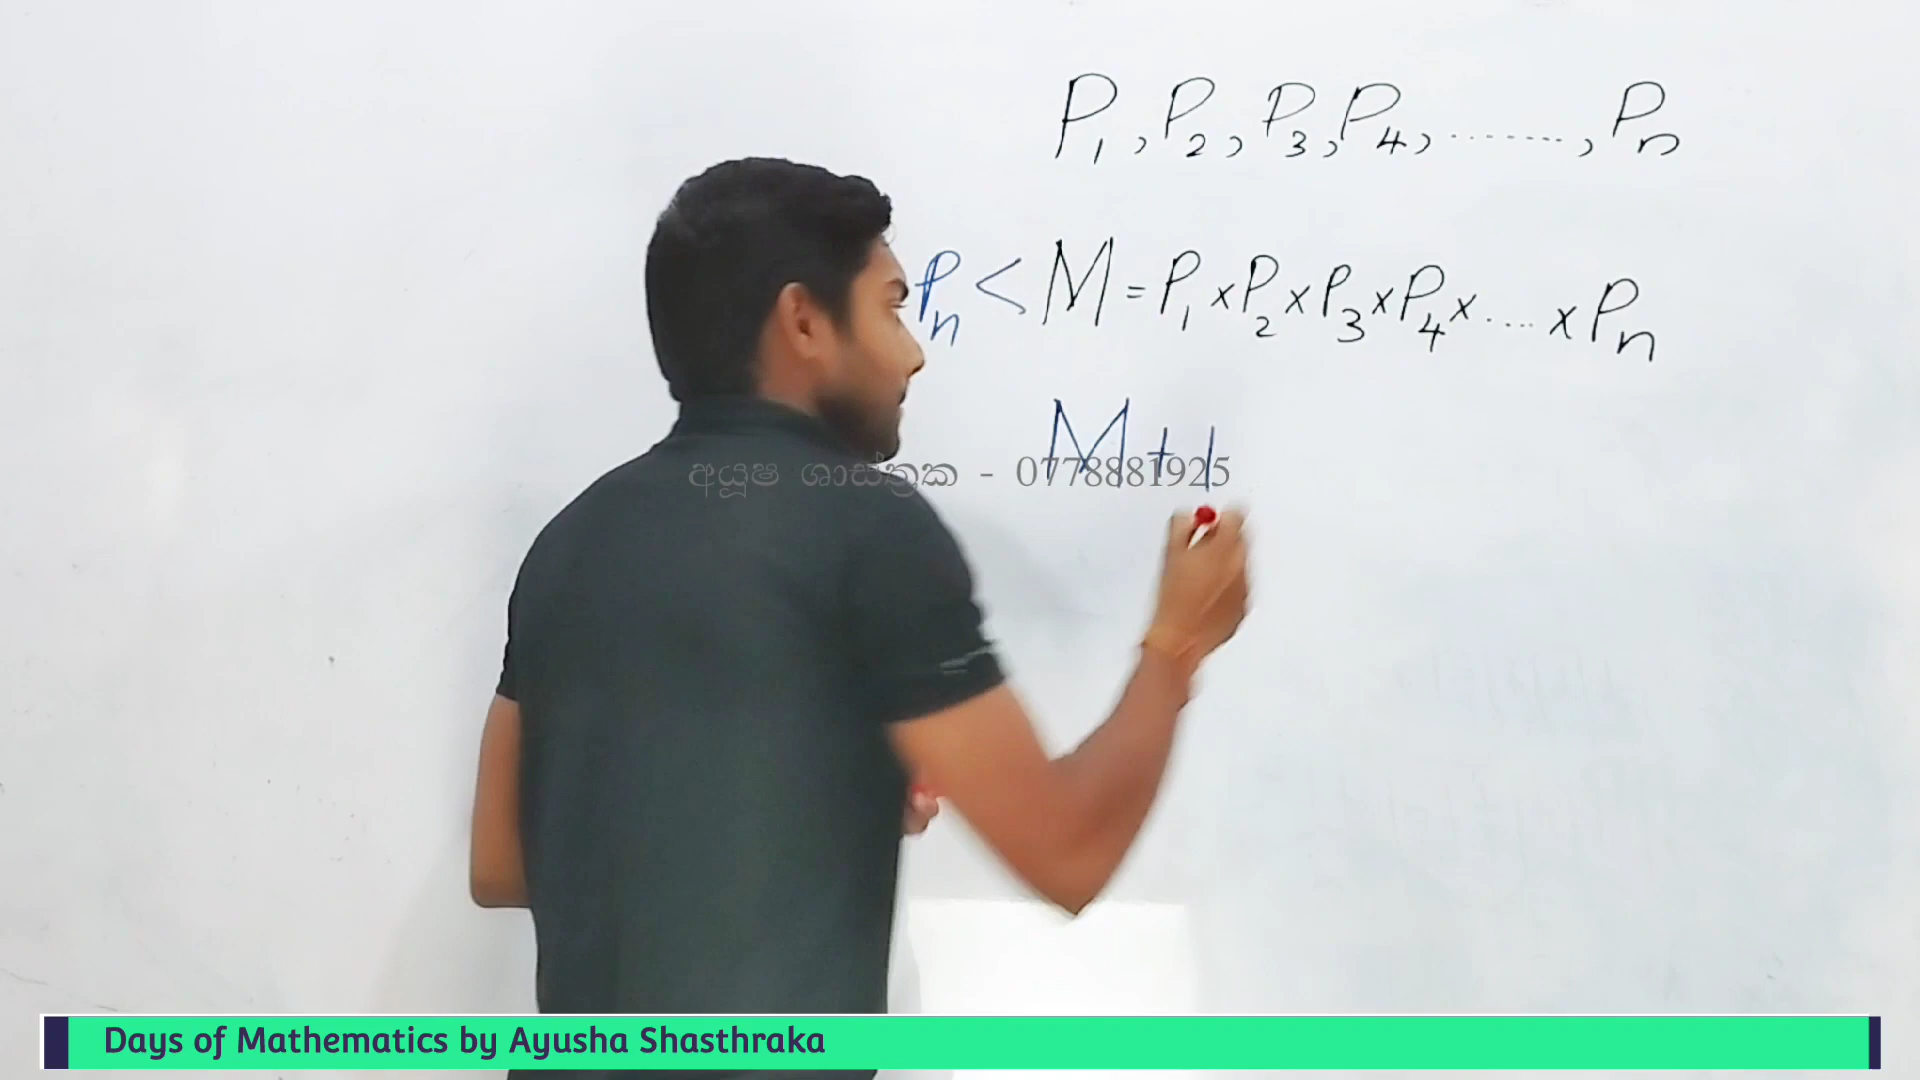 P₁, P₂, P₃, P₄, ........, Pₙ
Pₙ < M = P₁ × P₂ × P₃ × P₄ × .... × Pₙ
M + 1
අයූෂ ශාස්ත්‍රක - 0778881925
Days of Mathematics by Ayusha Shasthraka